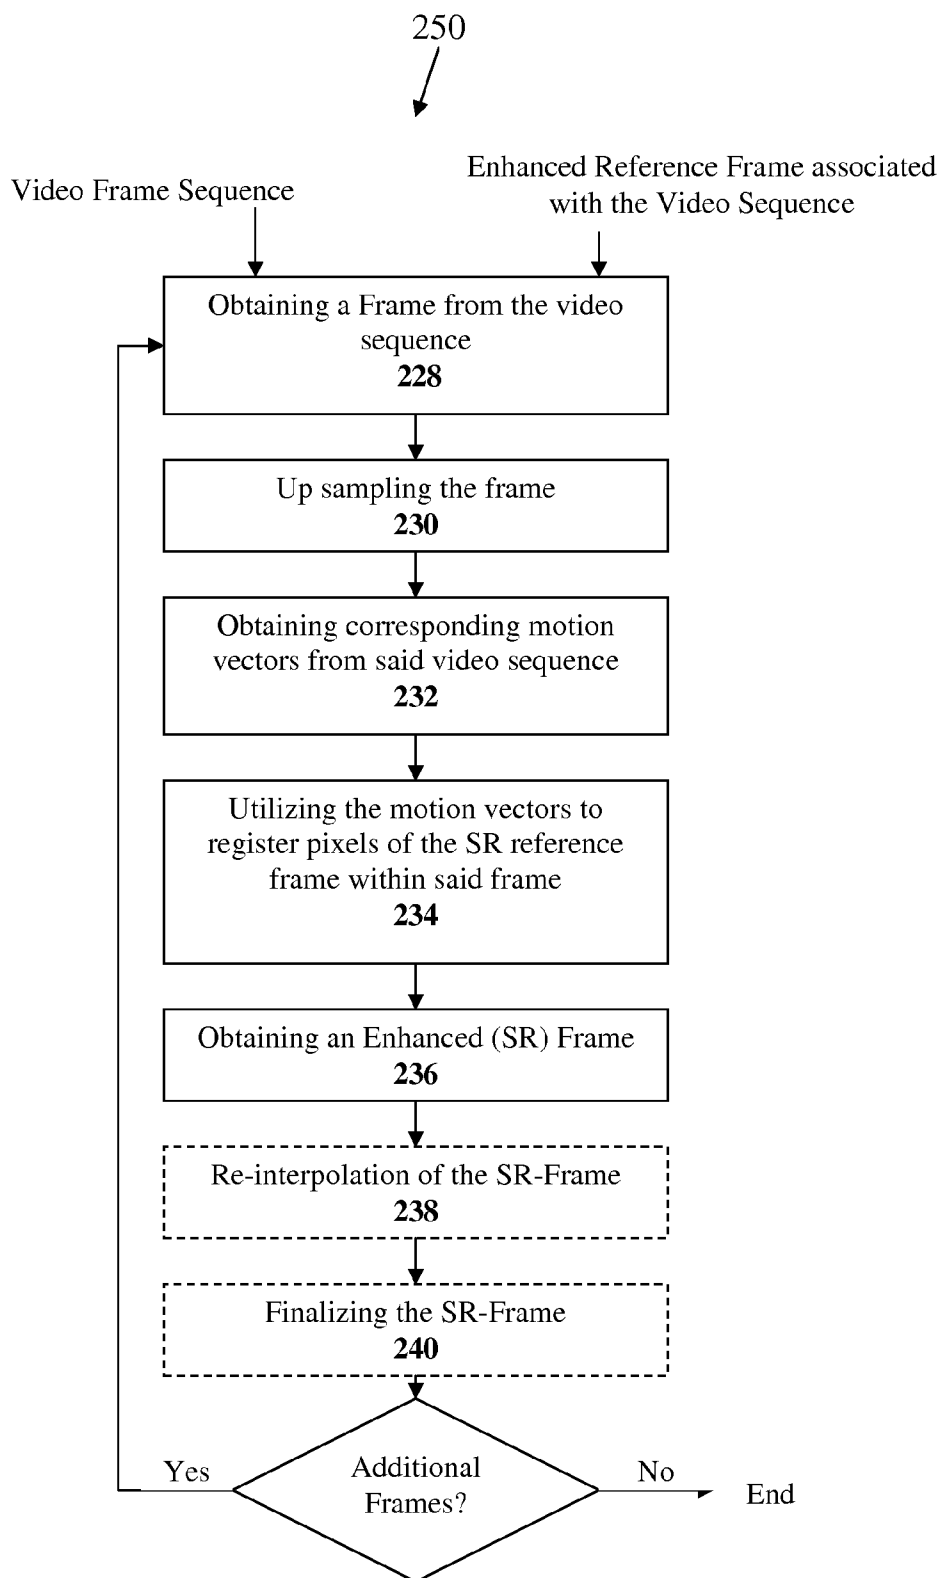 250
Video Frame Sequence
Enhanced Reference Frame associated
with the Video Sequence
Obtaining a Frame from the video
sequence
228
Up sampling the frame
230
Obtaining corresponding motion
vectors from said video sequence
232
Utilizing the motion vectors to
register pixels of the SR reference
frame within said frame
234
Obtaining an Enhanced (SR) Frame
236
Re-interpolation of the SR-Frame
238
Finalizing the SR-Frame
240
Yes
Additional
Frames?
No
End